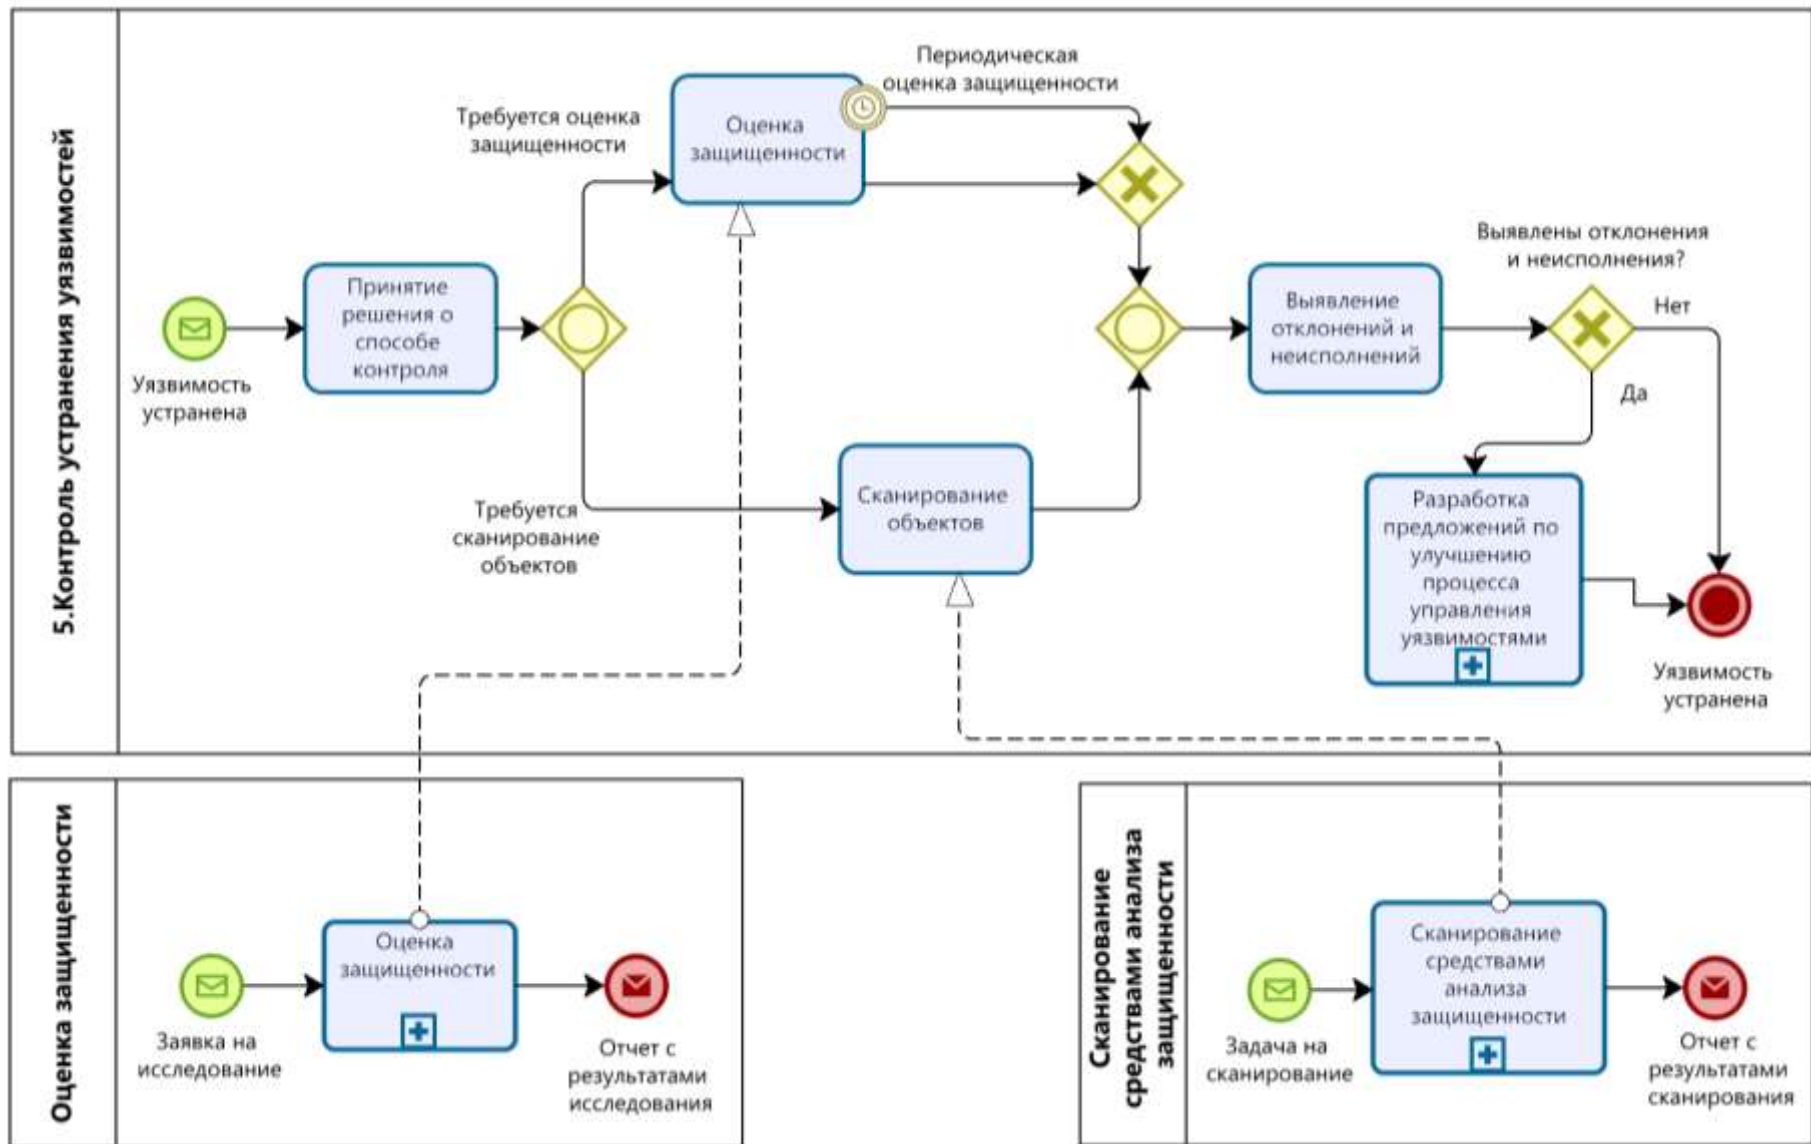 5.Контроль устранения уязвимостей
Уязвимость
устранена
Принятие
решения о
способе
контроля
Требуется оценка
защищенности
Оценка
защищенности
Периодическая
оценка защищенности
Требуется
сканирование
объектов
Сканирование
объектов
Выявление
отклонений и
неисполнений
Выявлены отклонения
и неисполнения?
Нет
Да
Разработка
предложений по
улучшению
процесса
управления
уязвимостями
Уязвимость
устранена
Оценка защищенности
Заявка на
исследование
Оценка
защищенности
Отчет с
результатами
исследования
Сканирование
средствами анализа
защищенности
Задача на
сканирование
Сканирование
средствами
анализа
защищенности
Отчет с
результатами
сканирования